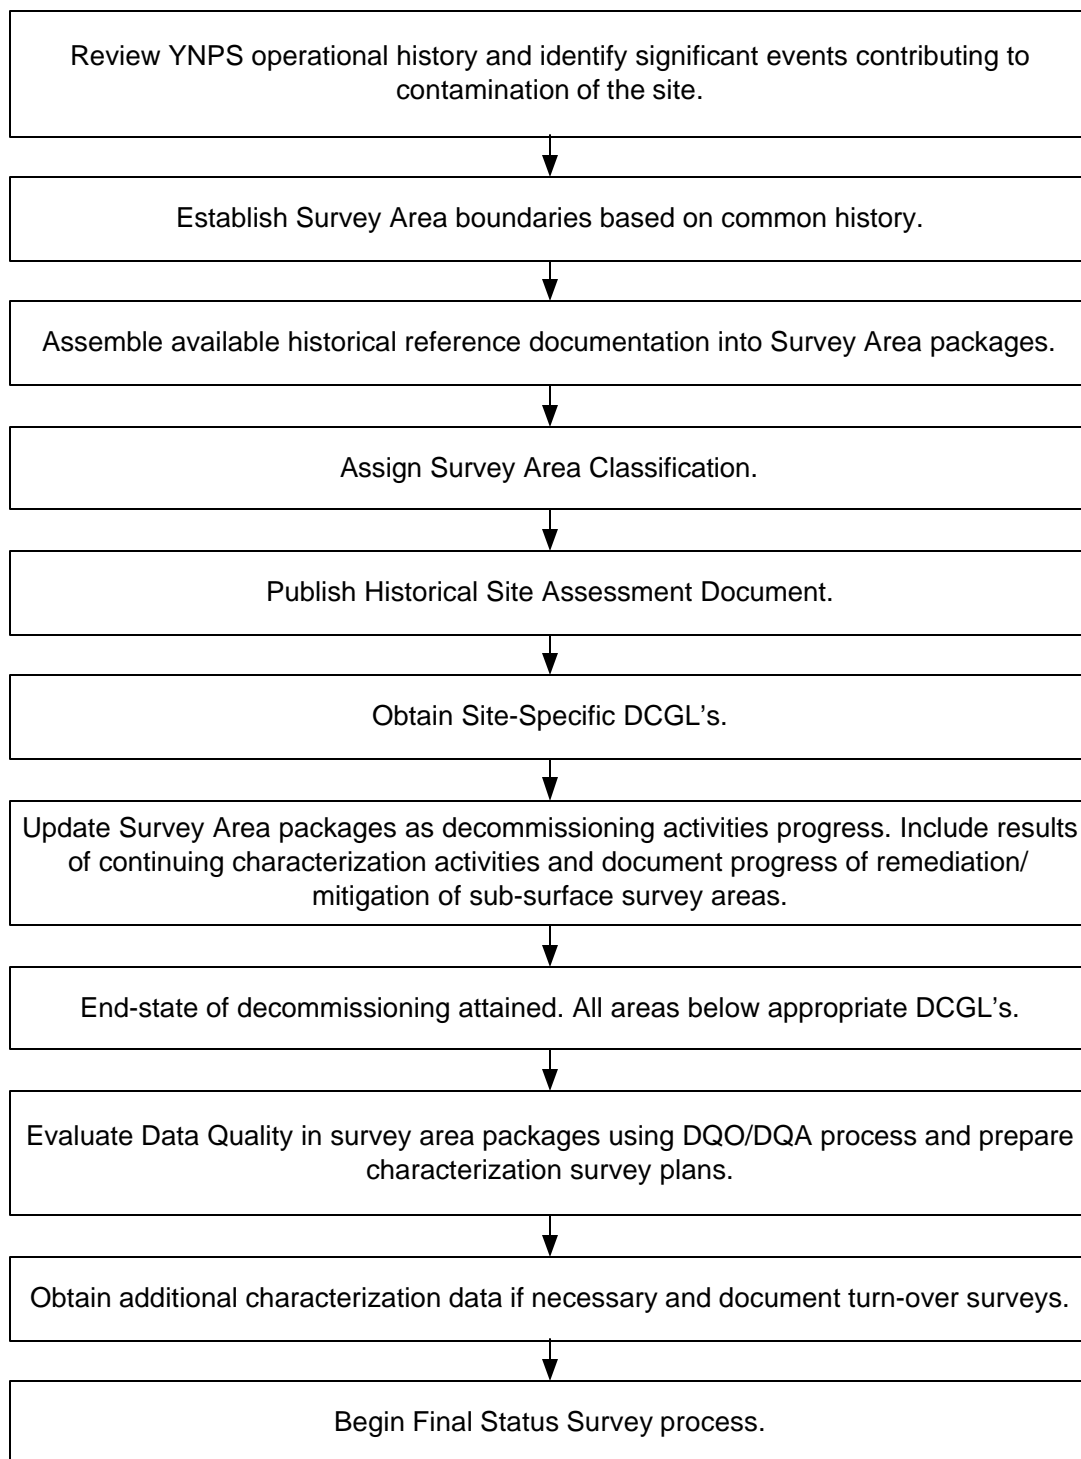 Review YNPS operational history and identify significant events contributing to
contamination of the site.
Establish Survey Area boundaries based on common history.
Assemble available historical reference documentation into Survey Area packages.
Assign Survey Area Classification.
Publish Historical Site Assessment Document.
Obtain Site-Specific DCGL's.
Update Survey Area packages as decommissioning activities progress. Include results
of continuing characterization activities and document progress of remediation/
mitigation of sub-surface survey areas.
End-state of decommissioning attained. All areas below appropriate DCGL's.
Evaluate Data Quality in survey area packages using DQO/DQA process and prepare
characterization survey plans.
Obtain additional characterization data if necessary and document turn-over surveys.
Begin Final Status Survey process.